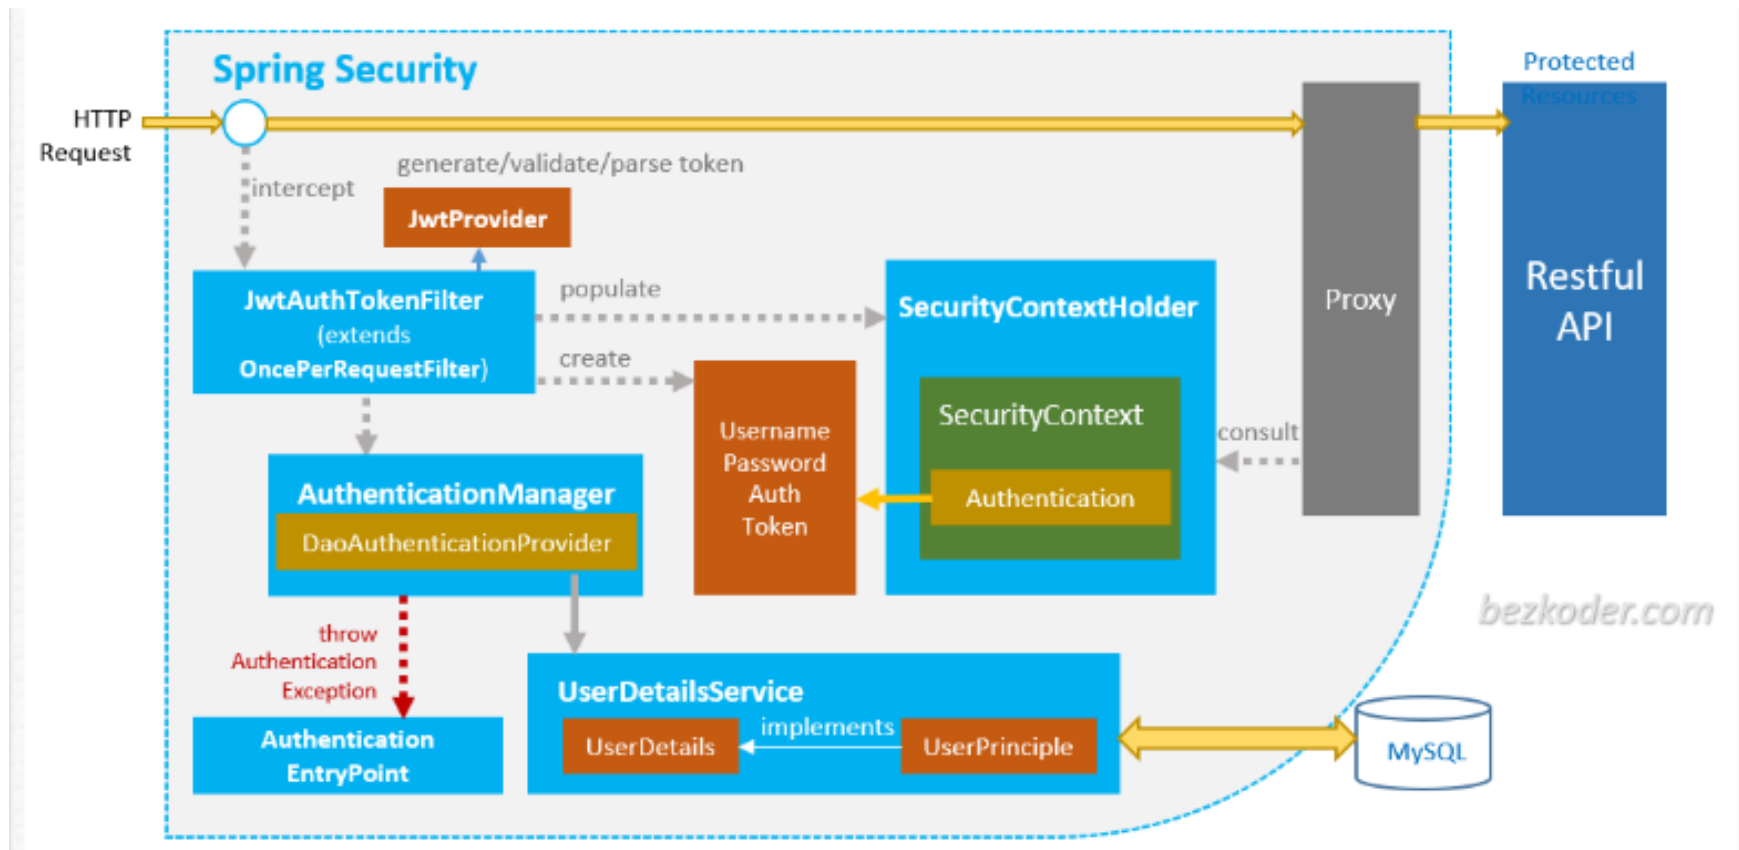 Spring Security
Protected
Resources
HTTP
Request
intercept
generate/validate/parse token
JwtProvider
JwtAuthTokenFilter
(extends
OncePerRequestFilter)
populate
create
SecurityContextHolder
SecurityContext
Authentication
Username
Password
Auth
Token
consult
Proxy
Restful
API
AuthenticationManager
DaoAuthenticationProvider
throw
Authentication
Exception
Authentication
EntryPoint
UserDetailsService
UserDetails
implements
UserPrinciple
MySQL
bezkoder.com